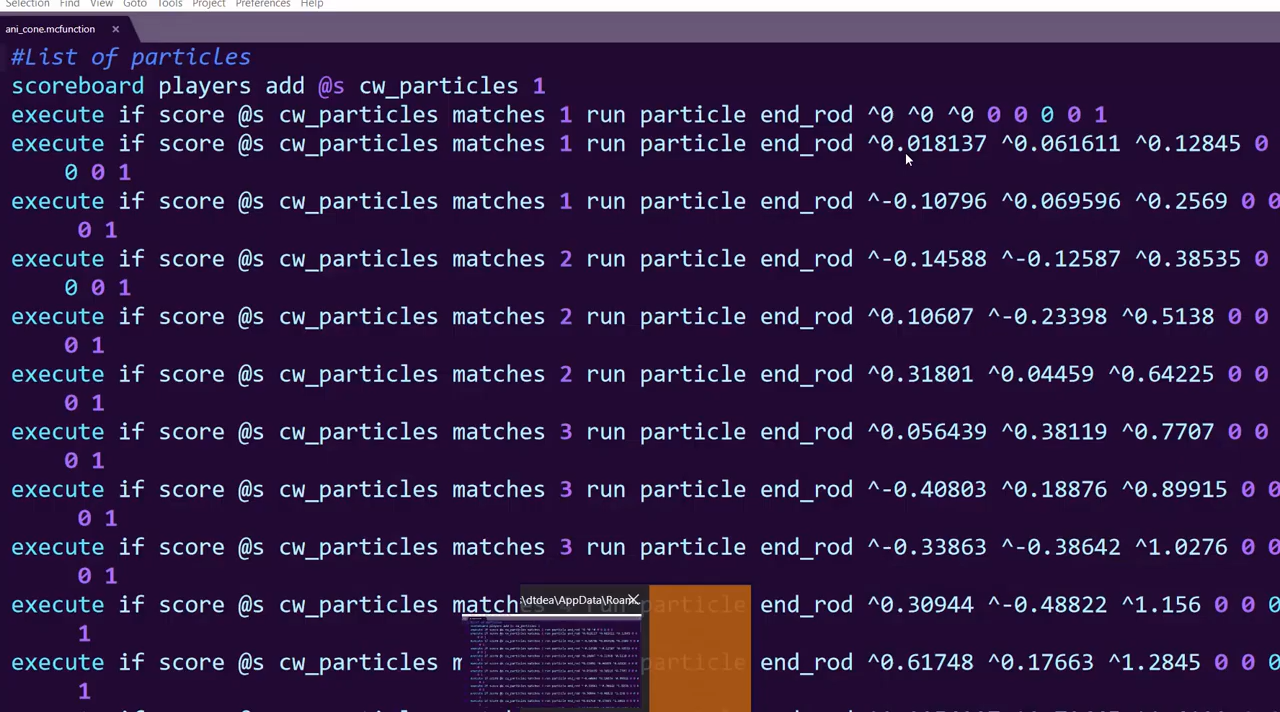 Selection Find View Goto Tools Project Preferences Help
ani_cone.mcfunction ×
#List of particles
scoreboard players add @s cw_particles 1
execute if score @s cw_particles matches 1 run particle end_rod ^0 ^0 ^0 0 0 0 0 1
execute if score @s cw_particles matches 1 run particle end_rod ^0.018137 ^0.061611 ^0.12845 0
0 0 1
execute if score @s cw_particles matches 1 run particle end_rod ^-0.10796 ^0.069596 ^0.2569 0 0
0 1
execute if score @s cw_particles matches 2 run particle end_rod ^-0.14588 ^-0.12587 ^0.38535 0
0 0 1
execute if score @s cw_particles matches 2 run particle end_rod ^0.10607 ^-0.23398 ^0.5138 0 0
0 1
execute if score @s cw_particles matches 2 run particle end_rod ^0.31801 ^0.04459 ^0.64225 0 0
0 1
execute if score @s cw_particles matches 3 run particle end_rod ^0.056439 ^0.38119 ^0.7707 0 0
0 1
execute if score @s cw_particles matches 3 run particle end_rod ^-0.40803 ^0.18876 ^0.89915 0 0
0 1
execute if score @s cw_particles matches 3 run particle end_rod ^-0.33863 ^-0.38642 ^1.0276 0 0
0 1
:\dtdea\AppData\Roam
execute if score @s cw_particles match run particle end_rod ^0.30944 ^-0.48822 ^1.156 0 0 0
1
execute if score @s cw_particles m particle end_rod ^0.61748 ^0.17663 ^1.2845 0 0 0
1